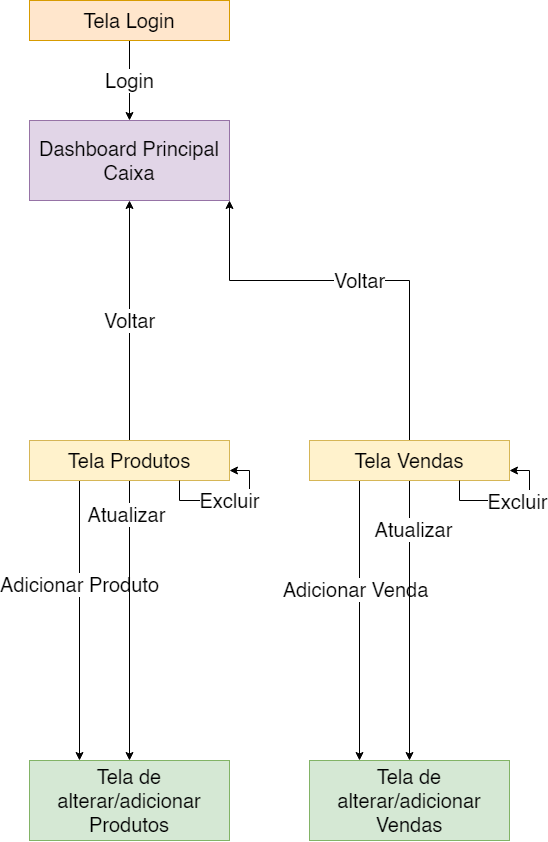 Tela Login
Login
Dashboard Principal
Caixa
Voltar
Voltar
Tela Produtos
Tela Vendas
Excluir
Excluir
Atualizar
Atualizar
Adicionar Produto
Adicionar Venda
Tela de
alterar/adicionar
Produtos
Tela de
alterar/adicionar
Vendas